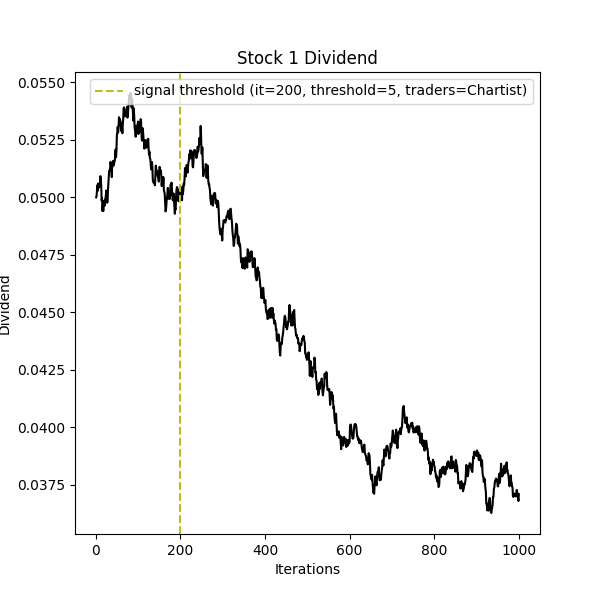 Stock 1 Dividend
signal threshold (it=200, threshold=5, traders=Chartist)
0.0550
0.0525
0.0500
0.0475
0.0450
0.0425
0.0400
0.0375
Dividend
0 200 400 600 800 1000
Iterations